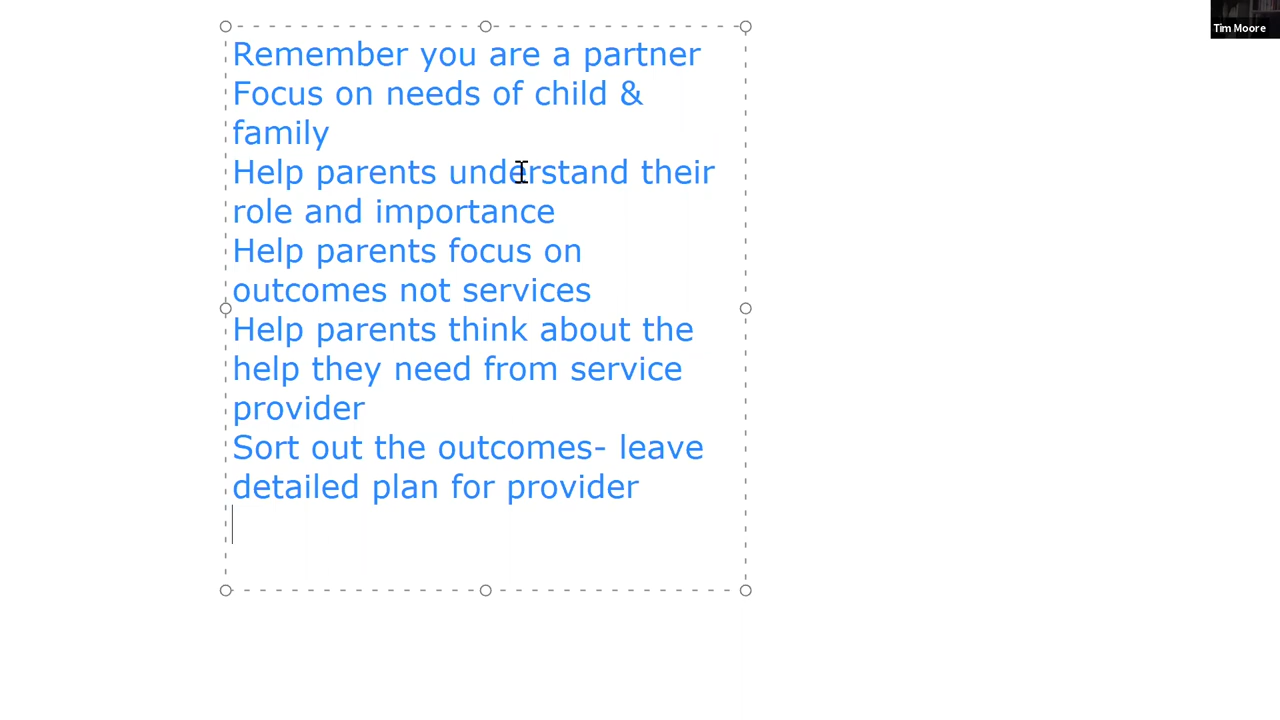 Remember you are a partner
Focus on needs of child &
family
Help parents understand their
role and importance
Help parents focus on
outcomes not services
Help parents think about the
help they need from service
provider
Sort out the outcomes- leave
detailed plan for provider
Tim Moore